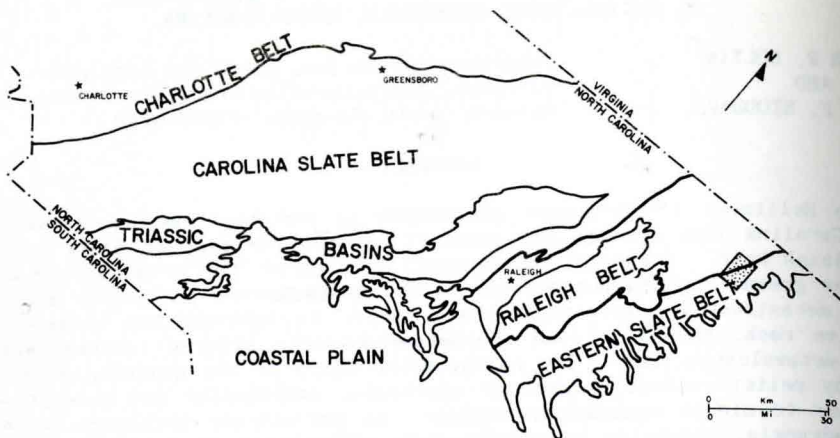 CHARLOTTE BELT
CHARLOTTE
GREENSBORO
VIRGINIA
NORTH CAROLINA
N
CAROLINA SLATE BELT
NORTH CAROLINA
SOUTH CAROLINA
TRIASSIC BASINS
RALEIGH
RALEIGH BELT
EASTERN SLATE BELT
COASTAL PLAIN
Km 50
0
0
Mi 30